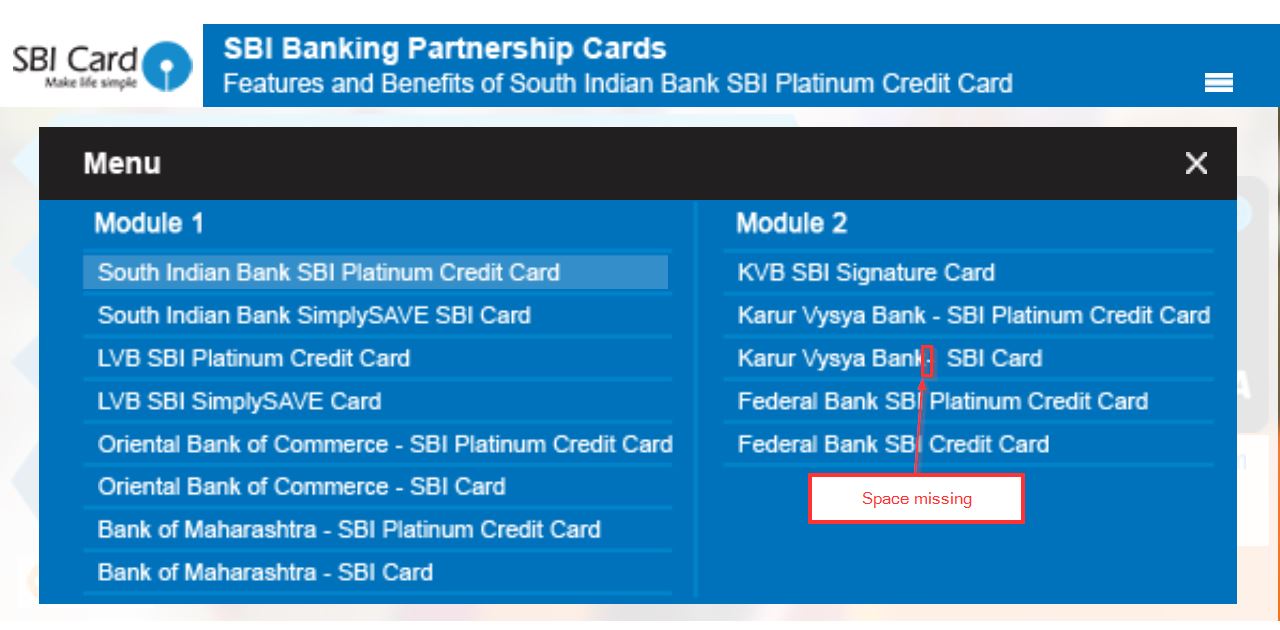 SBI Card
Make life simple
SBI Banking Partnership Cards
Features and Benefits of South Indian Bank SBI Platinum Credit Card
Menu
Module 1
South Indian Bank SBI Platinum Credit Card
South Indian Bank SimplySAVE SBI Card
LVB SBI Platinum Credit Card
LVB SBI SimplySAVE Card
Oriental Bank of Commerce - SBI Platinum Credit Card
Oriental Bank of Commerce - SBI Card
Bank of Maharashtra - SBI Platinum Credit Card
Bank of Maharashtra - SBI Card
Module 2
KVB SBI Signature Card
Karur Vysya Bank - SBI Platinum Credit Card
Karur Vysya Bank-  SBI Card
Federal Bank SBI Platinum Credit Card
Federal Bank SBI Credit Card
Space missing